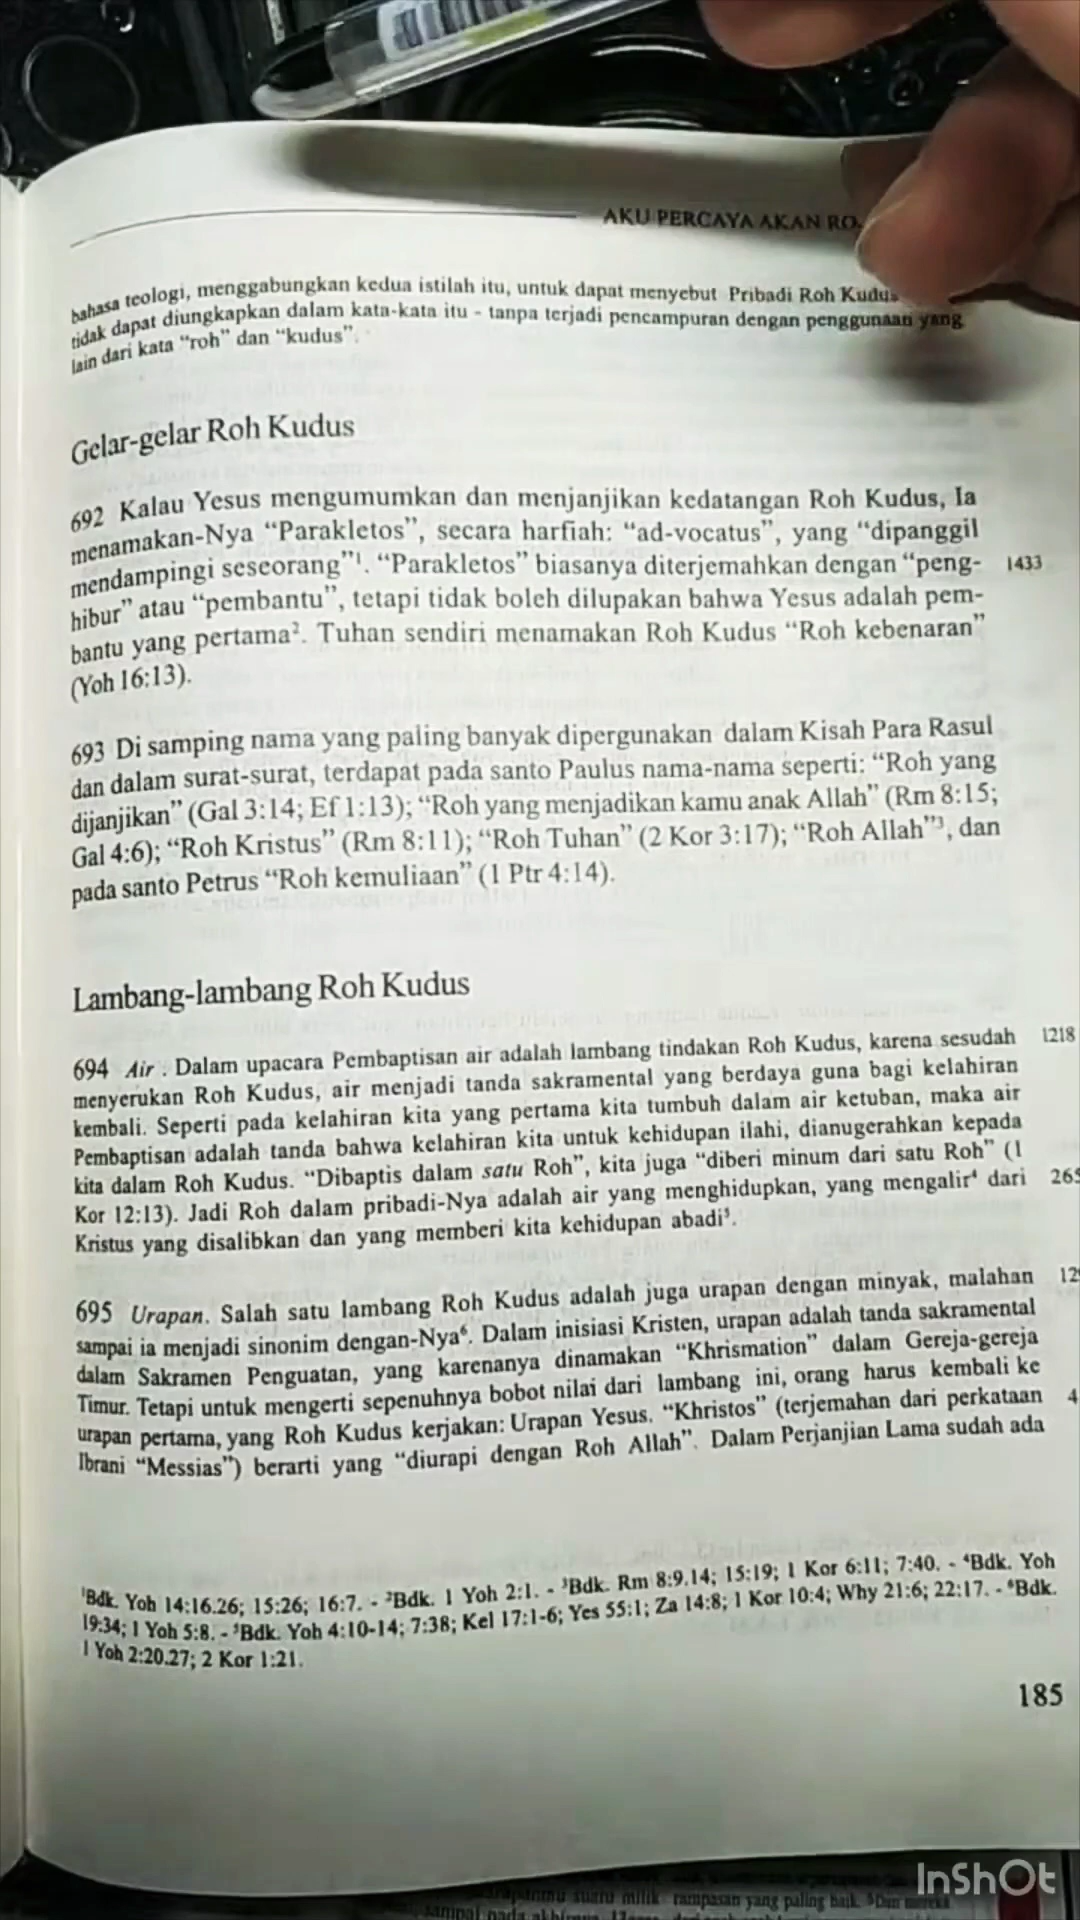 AKU PERCAYA AKAN RO
bahasa teologi, menggabungkan kedua istilah itu, untuk dapat menyebut Pribadi Roh Kudus
tidak dapat diungkapkan dalam kata-kata itu - tanpa terjadi pencampuran dengan penggunaan yang
lain dari kata “roh” dan “kudus”.
Gelar-gelar Roh Kudus
692 Kalau Yesus mengumumkan dan menjanjikan kedatangan Roh Kudus, Ia
menamakan-Nya “Parakletos”, secara harfiah: “ad-vocatus”, yang “dipanggil
mendampingi seseorang”¹. “Parakletos” biasanya diterjemahkan dengan “peng- 1433
hibur” atau “pembantu”, tetapi tidak boleh dilupakan bahwa Yesus adalah pem-
bantu yang pertama². Tuhan sendiri menamakan Roh Kudus “Roh kebenaran”
(Yoh 16:13).
693 Di samping nama yang paling banyak dipergunakan dalam Kisah Para Rasul
dan dalam surat-surat, terdapat pada santo Paulus nama-nama seperti: “Roh yang
dijanjikan” (Gal 3:14; Ef 1:13); “Roh yang menjadikan kamu anak Allah” (Rm 8:15;
Gal 4:6); “Roh Kristus” (Rm 8:11); “Roh Tuhan” (2 Kor 3:17); “Roh Allah”³, dan
pada santo Petrus “Roh kemuliaan” (1 Ptr 4:14).
Lambang-lambang Roh Kudus
694 Air . Dalam upacara Pembaptisan air adalah lambang tindakan Roh Kudus, karena sesudah 1218
menyerukan Roh Kudus, air menjadi tanda sakramental yang berdaya guna bagi kelahiran
kembali. Seperti pada kelahiran kita yang pertama kita tumbuh dalam air ketuban, maka air
Pembaptisan adalah tanda bahwa kelahiran kita untuk kehidupan ilahi, dianugerahkan kepada
kita dalam Roh Kudus. “Dibaptis dalam satu Roh”, kita juga “diberi minum dari satu Roh” (1
Kor 12:13). Jadi Roh dalam pribadi-Nya adalah air yang menghidupkan, yang mengalir⁴ dari 265
Kristus yang disalibkan dan yang memberi kita kehidupan abadi⁵.
695 Urapan. Salah satu lambang Roh Kudus adalah juga urapan dengan minyak, malahan 12
sampai ia menjadi sinonim dengan-Nya⁶. Dalam inisiasi Kristen, urapan adalah tanda sakramental
dalam Sakramen Penguatan, yang karenanya dinamakan “Khrismation” dalam Gereja-gereja
Timur. Tetapi untuk mengerti sepenuhnya bobot nilai dari lambang ini, orang harus kembali ke
urapan pertama, yang Roh Kudus kerjakan: Urapan Yesus. “Khristos” (terjemahan dari perkataan 4
Ibrani “Messias”) berarti yang “diurapi dengan Roh Allah”. Dalam Perjanjian Lama sudah ada
¹Bdk. Yoh 14:16.26; 15:26; 16:7. - ²Bdk. 1 Yoh 2:1. - ³Bdk. Rm 8:9.14; 15:19; 1 Kor 6:11; 7:40. - ⁴Bdk. Yoh
19:34; 1 Yoh 5:8. - ⁵Bdk. Yoh 4:10-14; 7:38; Kel 17:1-6; Yes 55:1; Za 14:8; 1 Kor 10:4; Why 21:6; 22:17. - ⁶Bdk.
1 Yoh 2:20.27; 2 Kor 1:21.
185
InShOt
suatu milik rampasan yang paling baik.